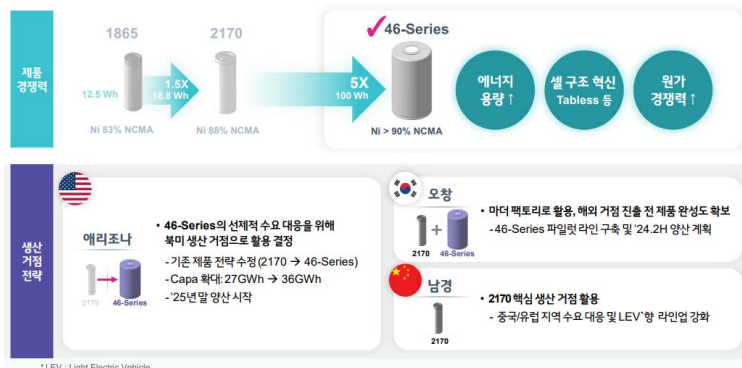 제품
경쟁력
1865
2170
46-Series
12.5 Wh
1.5X
18.8 Wh
5X
100 Wh
Ni 83% NCMA
Ni 88% NCMA
Ni > 90% NCMA
에너지
용량↑
셀 구조 혁신
Tabless 등
원가
경쟁력↑
생산
거점
전략
애리조나
2170
46-Series
• 46-Series의 선제적 수요 대응을 위해
북미 생산 거점으로 활용 결정
- 기존 제품 전략 수정 (2170 → 46-Series)
- Capa 확대: 27GWh → 36GWh
- '25년 말 양산 시작
오창
2170
+
46-Series
• 마더 팩토리로 활용, 해외 거점 진출 전 제품 완성도 확보
- 46-Series 파일럿 라인 구축 및 '24.2H 양산 계획
남경
2170
• 2170 핵심 생산 거점 활용
- 중국/유럽 지역 수요 대응 및 LEV*향 라인업 강화
* LEV : Light Electric Vehicle